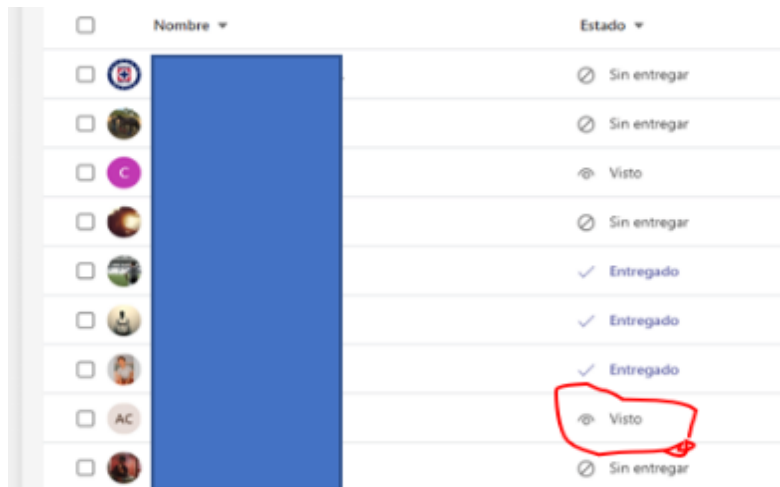 Nombre Estado
Sin entregar
Sin entregar
C Visto
Sin entregar
Entregado
Entregado
Entregado
AC Visto
Sin entregar